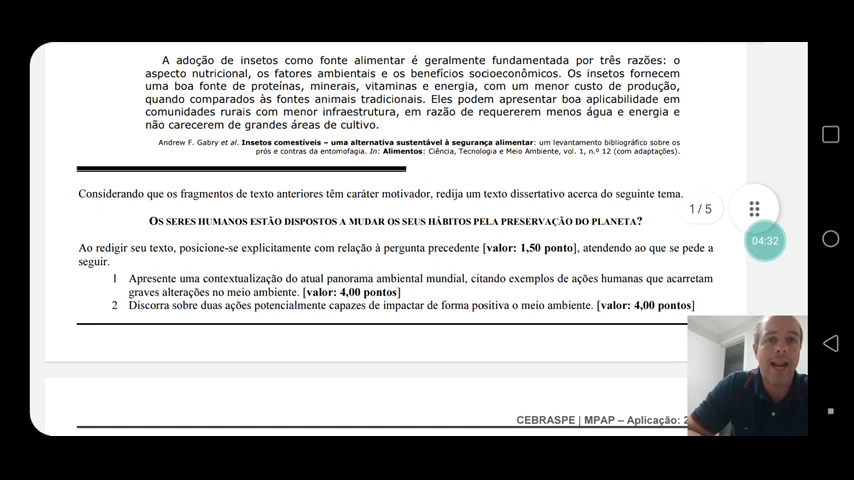 A adoção de insetos como fonte alimentar é geralmente fundamentada por três razões: o
aspecto nutricional, os fatores ambientais e os benefícios socioeconômicos. Os insetos fornecem
uma boa fonte de proteínas, minerais, vitaminas e energia, com um menor custo de produção,
quando comparados às fontes animais tradicionais. Eles podem apresentar boa aplicabilidade em
comunidades rurais com menor infraestrutura, em razão de requererem menos água e energia e
não carecerem de grandes áreas de cultivo.
Andrew F. Gabry et al. Insetos comestíveis – uma alternativa sustentável à segurança alimentar: um levantamento bibliográfico sobre os
prós e contras da entomofagia. In: Alimentos: Ciência, Tecnologia e Meio Ambiente, vol. 1, n.º 12 (com adaptações).
Considerando que os fragmentos de texto anteriores têm caráter motivador, redija um texto dissertativo acerca do seguinte tema.
1 / 5
OS SERES HUMANOS ESTÃO DISPOSTOS A MUDAR OS SEUS HÁBITOS PELA PRESERVAÇÃO DO PLANETA?
04:32
Ao redigir seu texto, posicione-se explicitamente com relação à pergunta precedente [valor: 1,50 ponto], atendendo ao que se pede a
seguir.
1 Apresente uma contextualização do atual panorama ambiental mundial, citando exemplos de ações humanas que acarretam
graves alterações no meio ambiente. [valor: 4,00 pontos]
2 Discorra sobre duas ações potencialmente capazes de impactar de forma positiva o meio ambiente. [valor: 4,00 pontos]
CEBRASPE | MPAP – Aplicação: 2